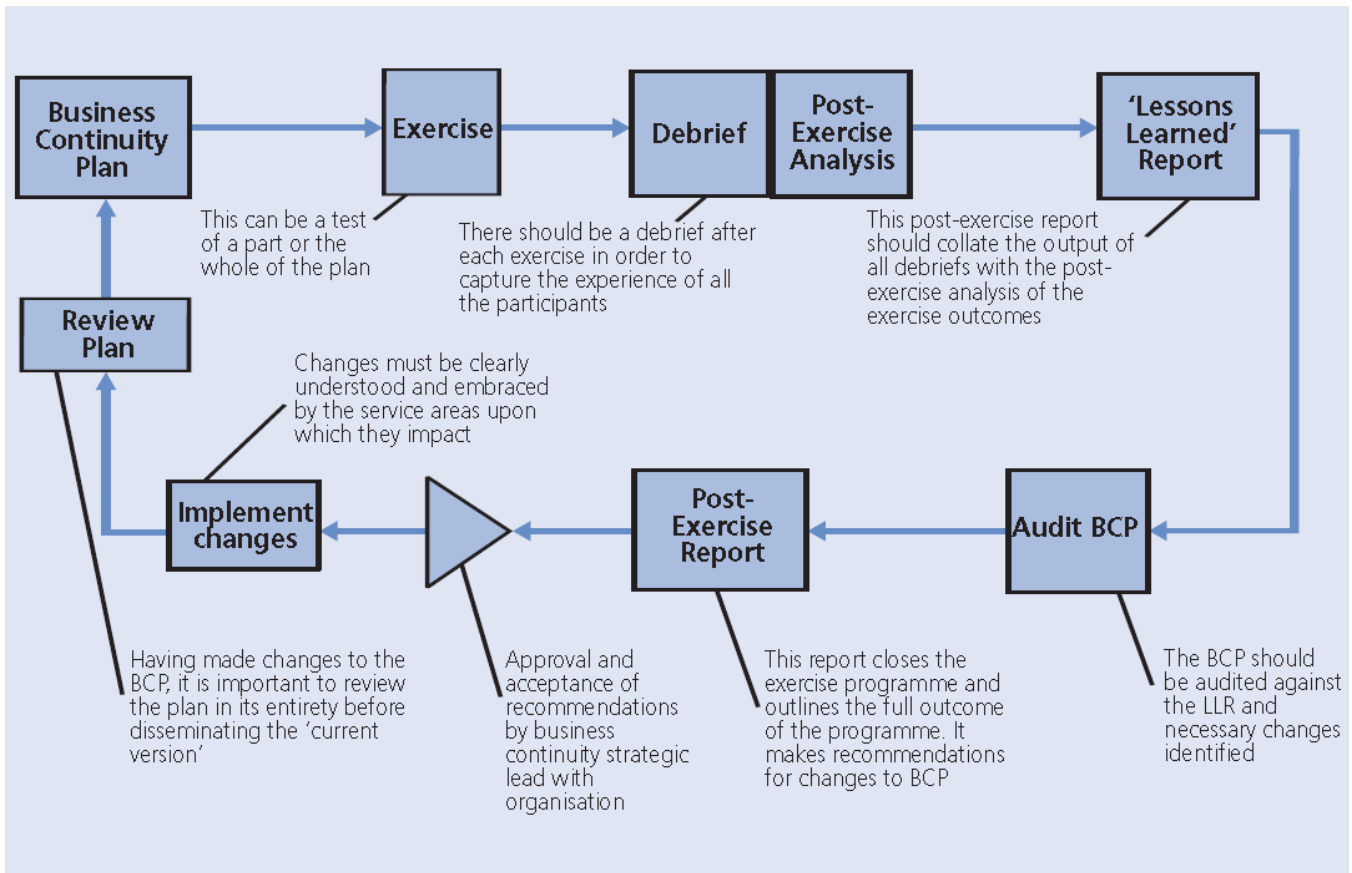 Business
Continuity
Plan
Exercise
Debrief
Post-
Exercise
Analysis
‘Lessons
Learned’
Report
This can be a test
of a part or the
whole of the plan
There should be a debrief after
each exercise in order to
capture the experience of all
the participants
This post-exercise report
should collate the output of
all debriefs with the post-
exercise analysis of the
exercise outcomes
Review
Plan
Changes must be clearly
understood and embraced
by the service areas upon
which they impact
Implement
changes
Post-
Exercise
Report
Audit BCP
Having made changes to the
BCP, it is important to review
the plan in its entirety before
disseminating the ‘current
version’
Approval and
acceptance of
recommendations
by business
continuity strategic
lead with
organisation
This report closes the
exercise programme and
outlines the full outcome
of the programme. It
makes recommendations
for changes to BCP
The BCP should
be audited against
the LLR and
necessary changes
identified